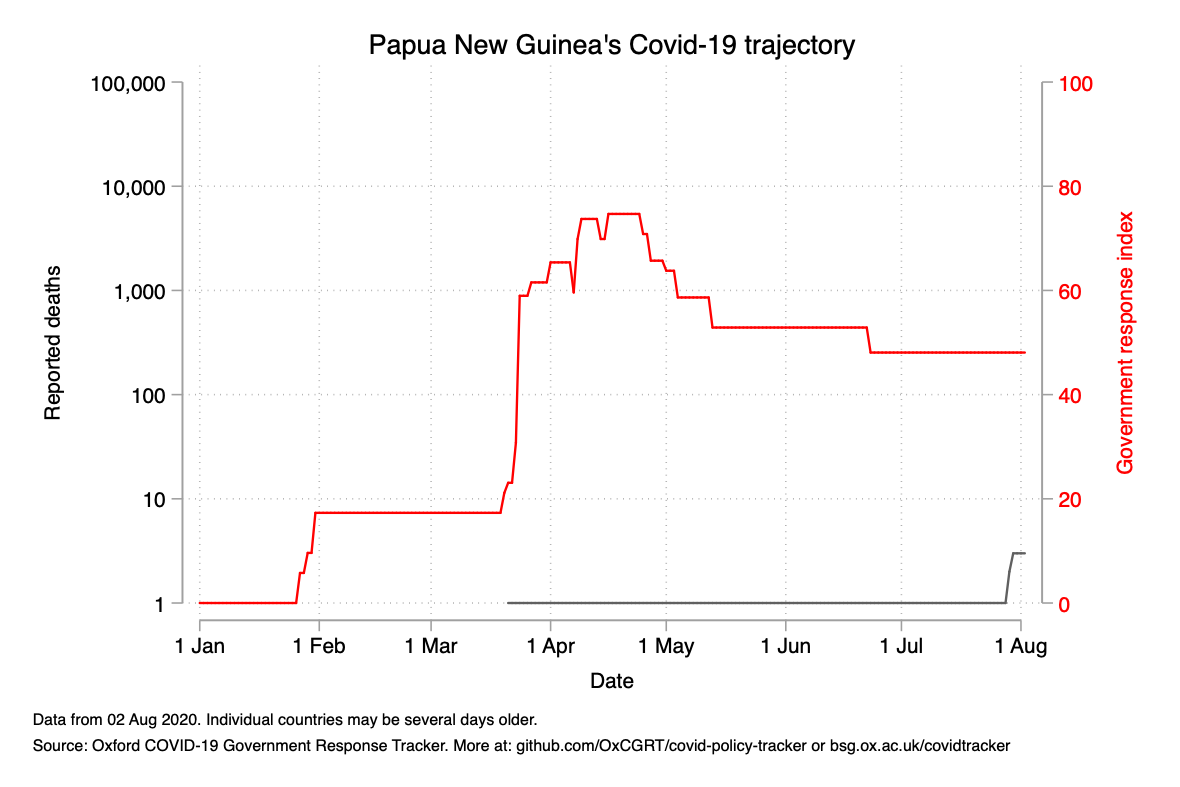 Papua New Guinea's Covid-19 trajectory
100,000
10,000
1,000
100
10
1
Reported deaths
100
80
60
40
20
0
Government response index
1 Jan 1 Feb 1 Mar 1 Apr 1 May 1 Jun 1 Jul 1 Aug
Date
Data from 02 Aug 2020. Individual countries may be several days older.
Source: Oxford COVID-19 Government Response Tracker. More at: github.com/OxCGRT/covid-policy-tracker or bsg.ox.ac.uk/covidtracker